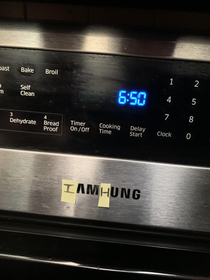 oast Bake Broil
m Self
Clean
3
Dehydrate
4
Bread
Proof
Timer
On/Off
Cooking
Time
Delay
Start
Clock
6:50
1 2
4 5
7 8
0
IAMHUNG